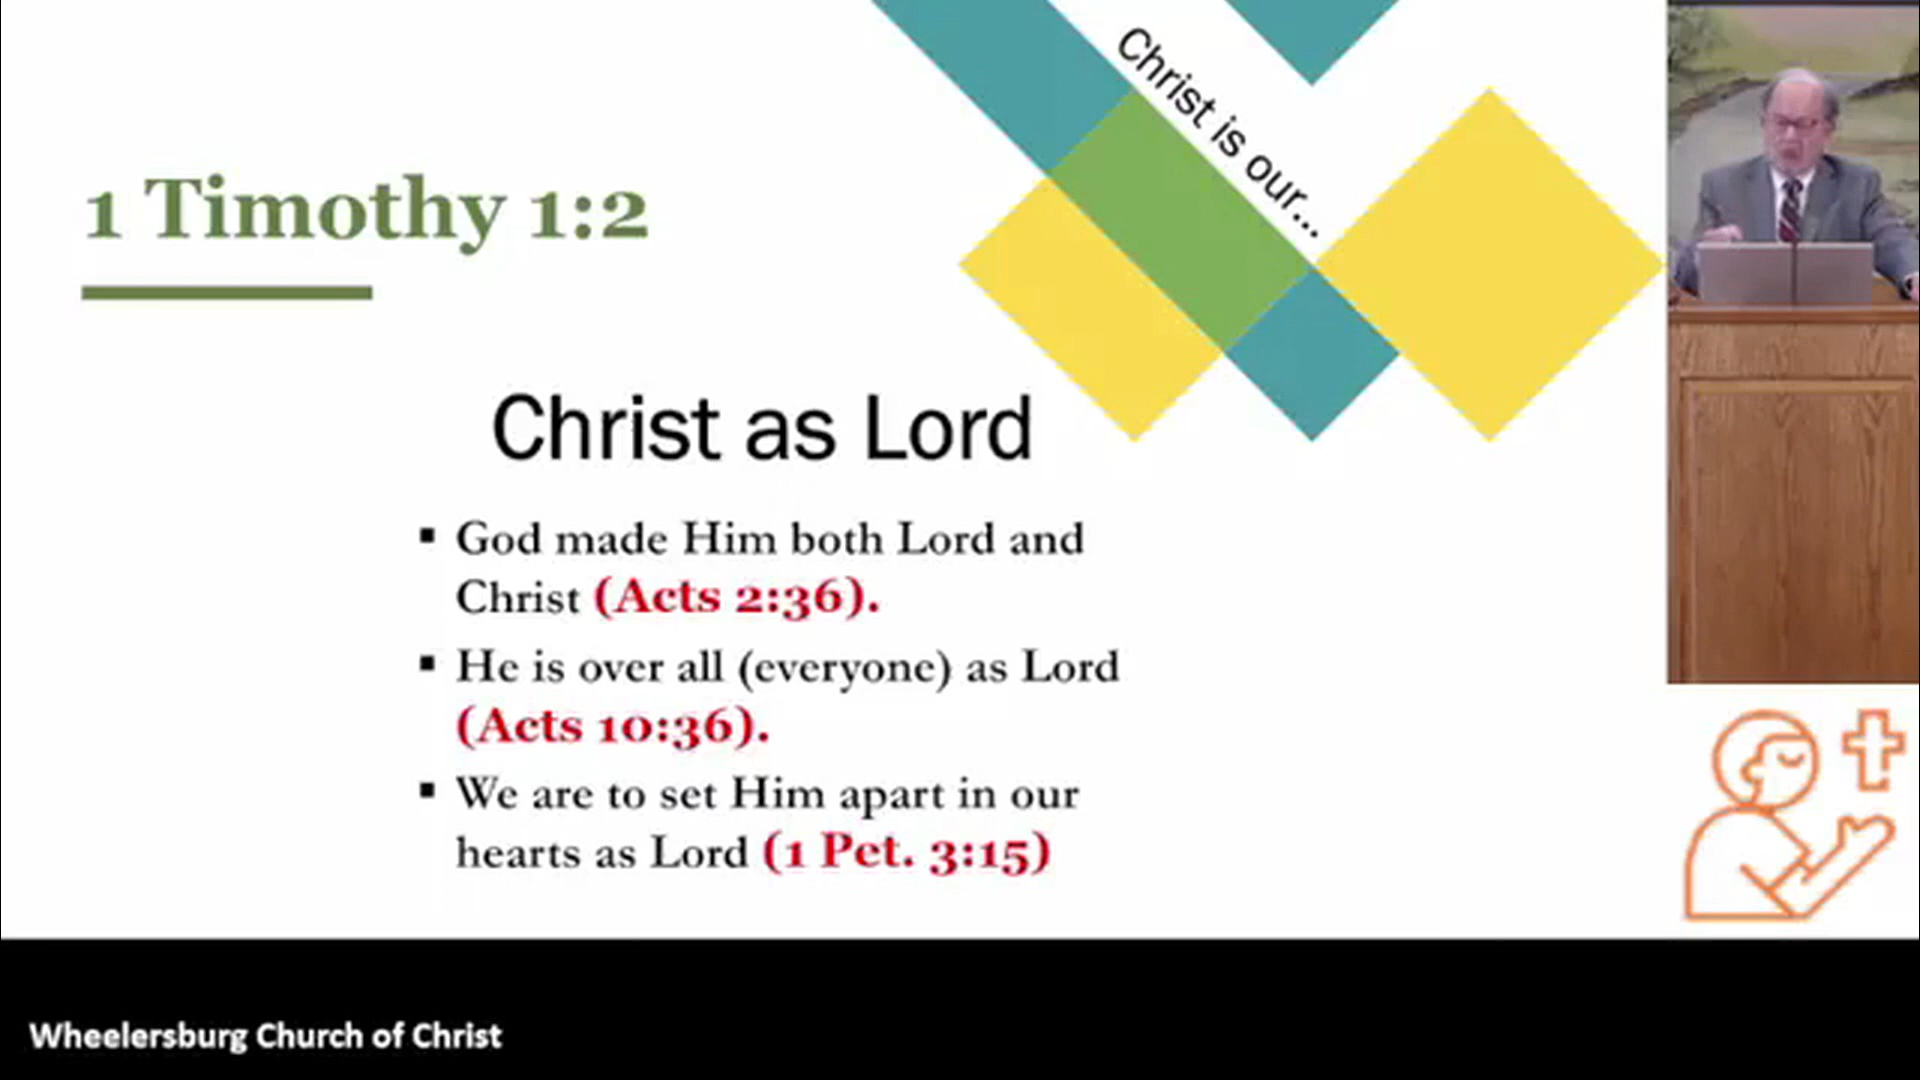 Christ is our...
1 Timothy 1:2
Christ as Lord
▪ God made Him both Lord and
Christ (Acts 2:36).
▪ He is over all (everyone) as Lord
(Acts 10:36).
▪ We are to set Him apart in our
hearts as Lord (1 Pet. 3:15)
Wheelersburg Church of Christ